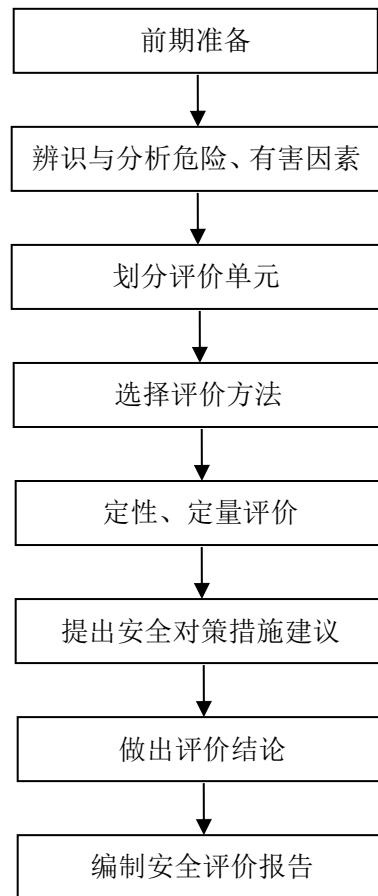 前期准备
辨识与分析危险、有害因素
划分评价单元
选择评价方法
定性、定量评价
提出安全对策措施建议
做出评价结论
编制安全评价报告